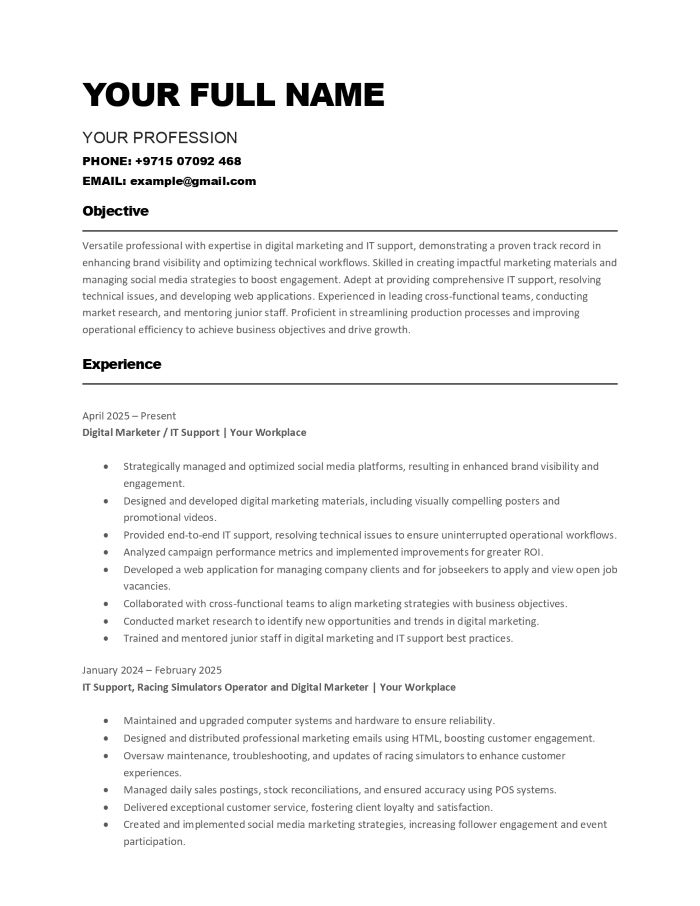 YOUR FULL NAME
YOUR PROFESSION
PHONE: +9715 07092 468
EMAIL: example@gmail.com
Objective
Versatile professional with expertise in digital marketing and IT support, demonstrating a proven track record in
enhancing brand visibility and optimizing technical workflows. Skilled in creating impactful marketing materials and
managing social media strategies to boost engagement. Adept at providing comprehensive IT support, resolving
technical issues, and developing web applications. Experienced in leading cross-functional teams, conducting
market research, and mentoring junior staff. Proficient in streamlining production processes and improving
operational efficiency to achieve business objectives and drive growth.
Experience
April 2025 – Present
Digital Marketer / IT Support | Your Workplace
• Strategically managed and optimized social media platforms, resulting in enhanced brand visibility and
engagement.
• Designed and developed digital marketing materials, including visually compelling posters and
promotional videos.
• Provided end-to-end IT support, resolving technical issues to ensure uninterrupted operational workflows.
• Analyzed campaign performance metrics and implemented improvements for greater ROI.
• Developed a web application for managing company clients and for jobseekers to apply and view open job
vacancies.
• Collaborated with cross-functional teams to align marketing strategies with business objectives.
• Conducted market research to identify new opportunities and trends in digital marketing.
• Trained and mentored junior staff in digital marketing and IT support best practices.
January 2024 – February 2025
IT Support, Racing Simulators Operator and Digital Marketer | Your Workplace
• Maintained and upgraded computer systems and hardware to ensure reliability.
• Designed and distributed professional marketing emails using HTML, boosting customer engagement.
• Oversaw maintenance, troubleshooting, and updates of racing simulators to enhance customer
experiences.
• Managed daily sales postings, stock reconciliations, and ensured accuracy using POS systems.
• Delivered exceptional customer service, fostering client loyalty and satisfaction.
• Created and implemented social media marketing strategies, increasing follower engagement and event
participation.